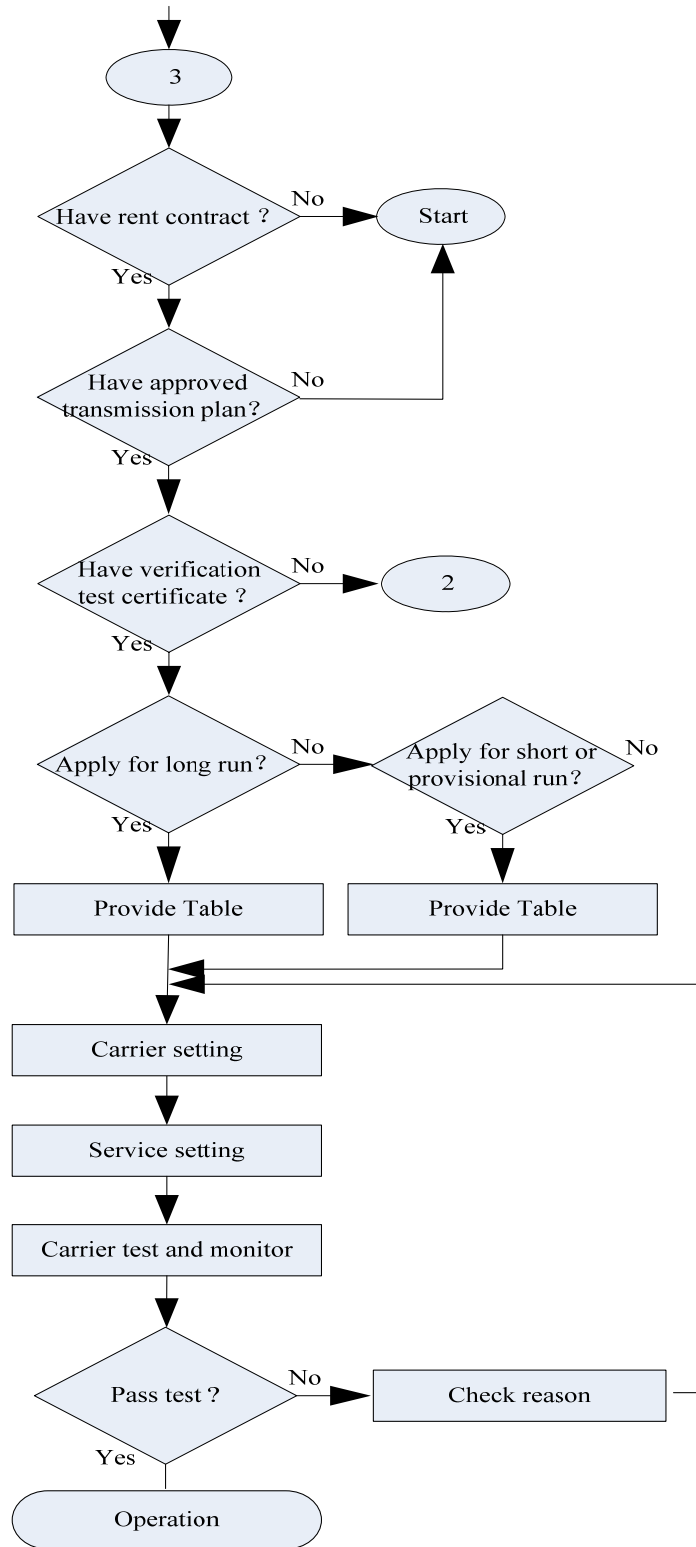 3
Have rent contract ?
No
Start
Yes
Have approved
transmission plan?
No
Yes
Have verification
test certificate ?
No
2
Yes
Apply for long run?
No
Apply for short or
provisional run?
No
Yes
Yes
Provide Table
Provide Table
Carrier setting
Service setting
Carrier test and monitor
Pass test ?
No
Check reason
Yes
Operation